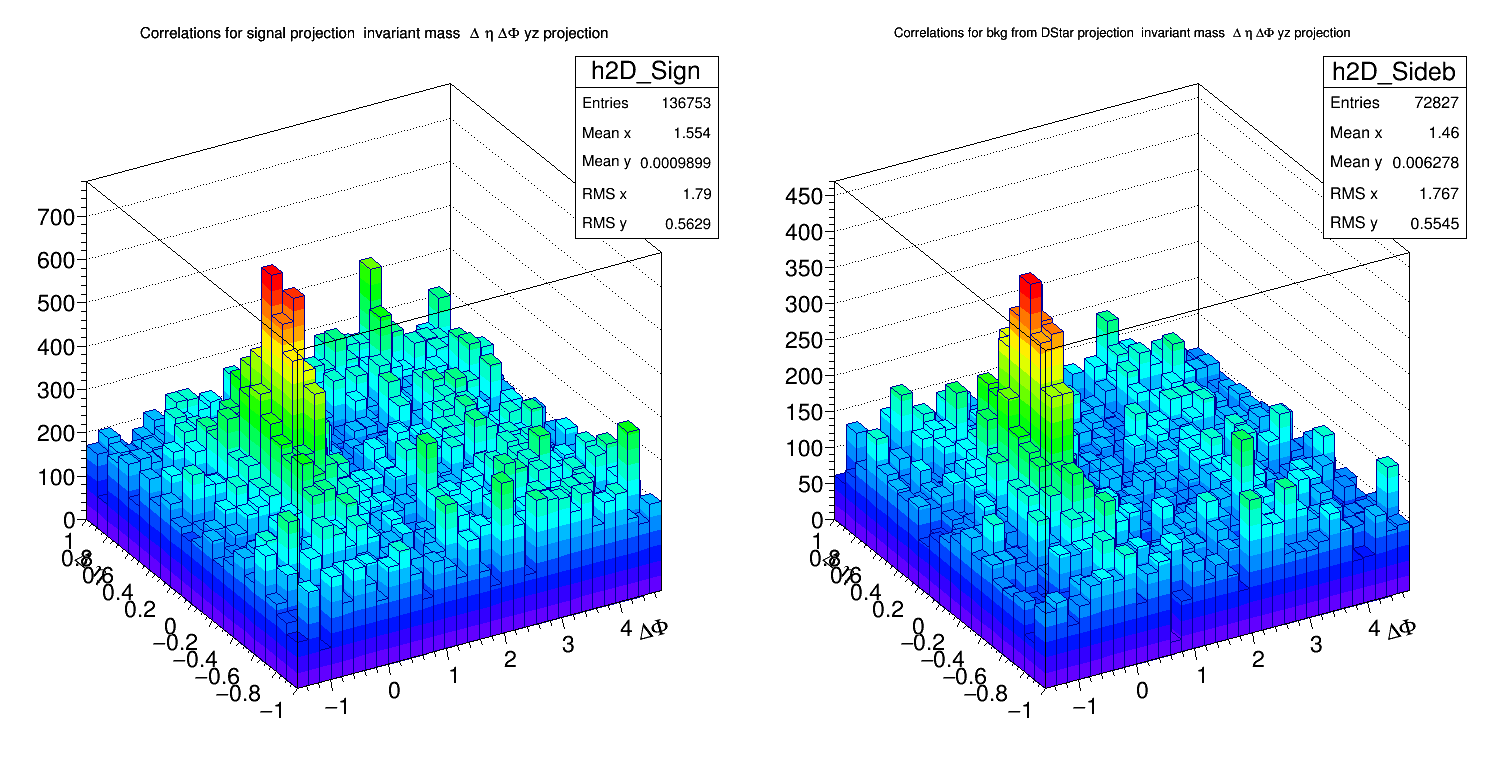 Correlations for signal projection invariant mass Δ η ΔΦ yz projection
h2D_Sign
Entries 136753
Mean x 1.554
Mean y 0.0009899
RMS x 1.79
RMS y 0.5629
700
600
500
400
300
200
100
0
1
0.8
Δ η
0.6
0.4
0.2
0
−0.2
−0.4
−0.6
−0.8
−1
−1
0
1
2
3
4
ΔΦ
Correlations for bkg from DStar projection invariant mass Δ η ΔΦ yz projection
h2D_Sideb
Entries 72827
Mean x 1.46
Mean y 0.006278
RMS x 1.767
RMS y 0.5545
450
400
350
300
250
200
150
100
50
0
1
0.8
Δ η
0.6
0.4
0.2
0
−0.2
−0.4
−0.6
−0.8
−1
−1
0
1
2
3
4
ΔΦ